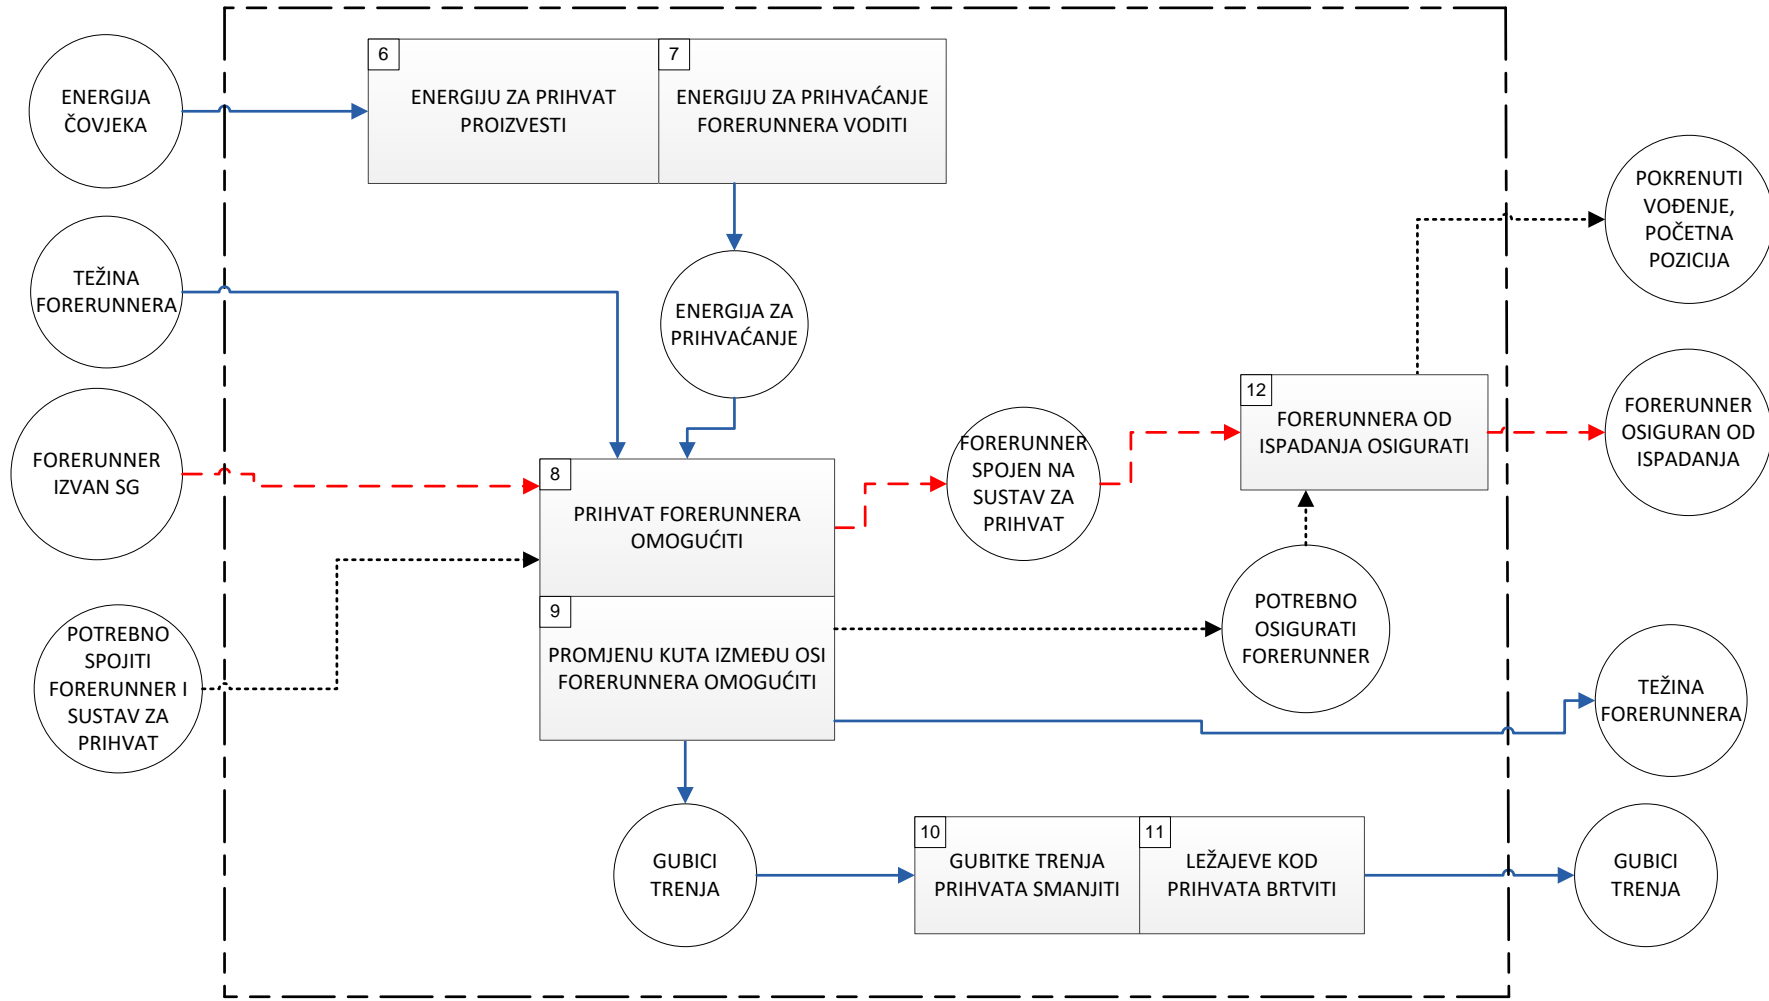 ENERGIJA
ČOVJEKA
6
ENERGIJU ZA PRIHVAT
PROIZVESTI
7
ENERGIJU ZA PRIHVAĆANJE
FORERUNNERA VODITI
POKRENUTI
VOĐENJE,
POČETNA
POZICIJA
TEŽINA
FORERUNNERA
ENERGIJA ZA
PRIHVAĆANJE
FORERUNNER
IZVAN SG
8
PRIHVAT FORERUNNERA
OMOGUĆITI
FORERUNNER
SPOJEN NA
SUSTAV ZA
PRIHVAT
12
FORERUNNERA OD
ISPADANJA OSIGURATI
FORERUNNER
OSIGURAN OD
ISPADANJA
POTREBNO
SPOJITI
FORERUNNER I
SUSTAV ZA
PRIHVAT
9
PROMJENU KUTA IZMEĐU OSI
FORERUNNERA OMOGUĆITI
POTREBNO
OSIGURATI
FORERUNNER
TEŽINA
FORERUNNERA
GUBICI
TRENJA
10
GUBITKE TRENJA
PRIHVATA SMANJITI
11
LEŽAJEVE KOD
PRIHVATA BRTVITI
GUBICI
TRENJA